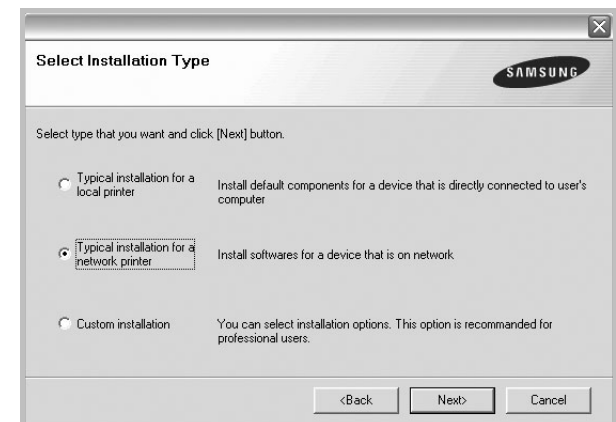 Select Installation Type
SAMSUNG
Select type that you want and click [Next] button.
Typical installation for a
local printer
Install default components for a device that is directly connected to user's
computer
Typical installation for a
network printer
Install softwares for a device that is on network
Custom installation
You can select installation options. This option is recommanded for
professional users.
<Back
Next>
Cancel